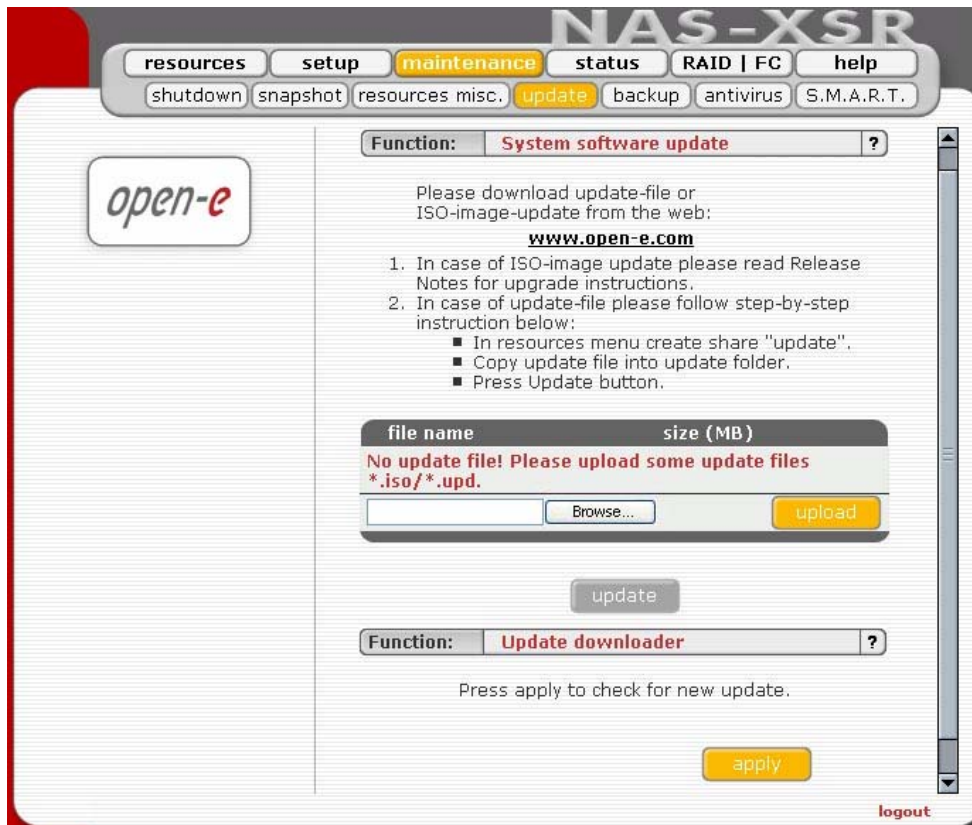 NAS-XSR
resources setup maintenance status RAID | FC help
shutdown snapshot resources misc. update backup antivirus S.M.A.R.T.
open-e
Function: System software update ?
Please download update-file or
ISO-image-update from the web:
www.open-e.com
1. In case of ISO-image update please read Release
Notes for upgrade instructions.
2. In case of update-file please follow step-by-step
instruction below:
■ In resources menu create share "update".
■ Copy update file into update folder.
■ Press Update button.
file name size (MB)
No update file! Please upload some update files
*.iso/*.upd.
Browse... upload
update
Function: Update downloader ?
Press apply to check for new update.
apply
logout